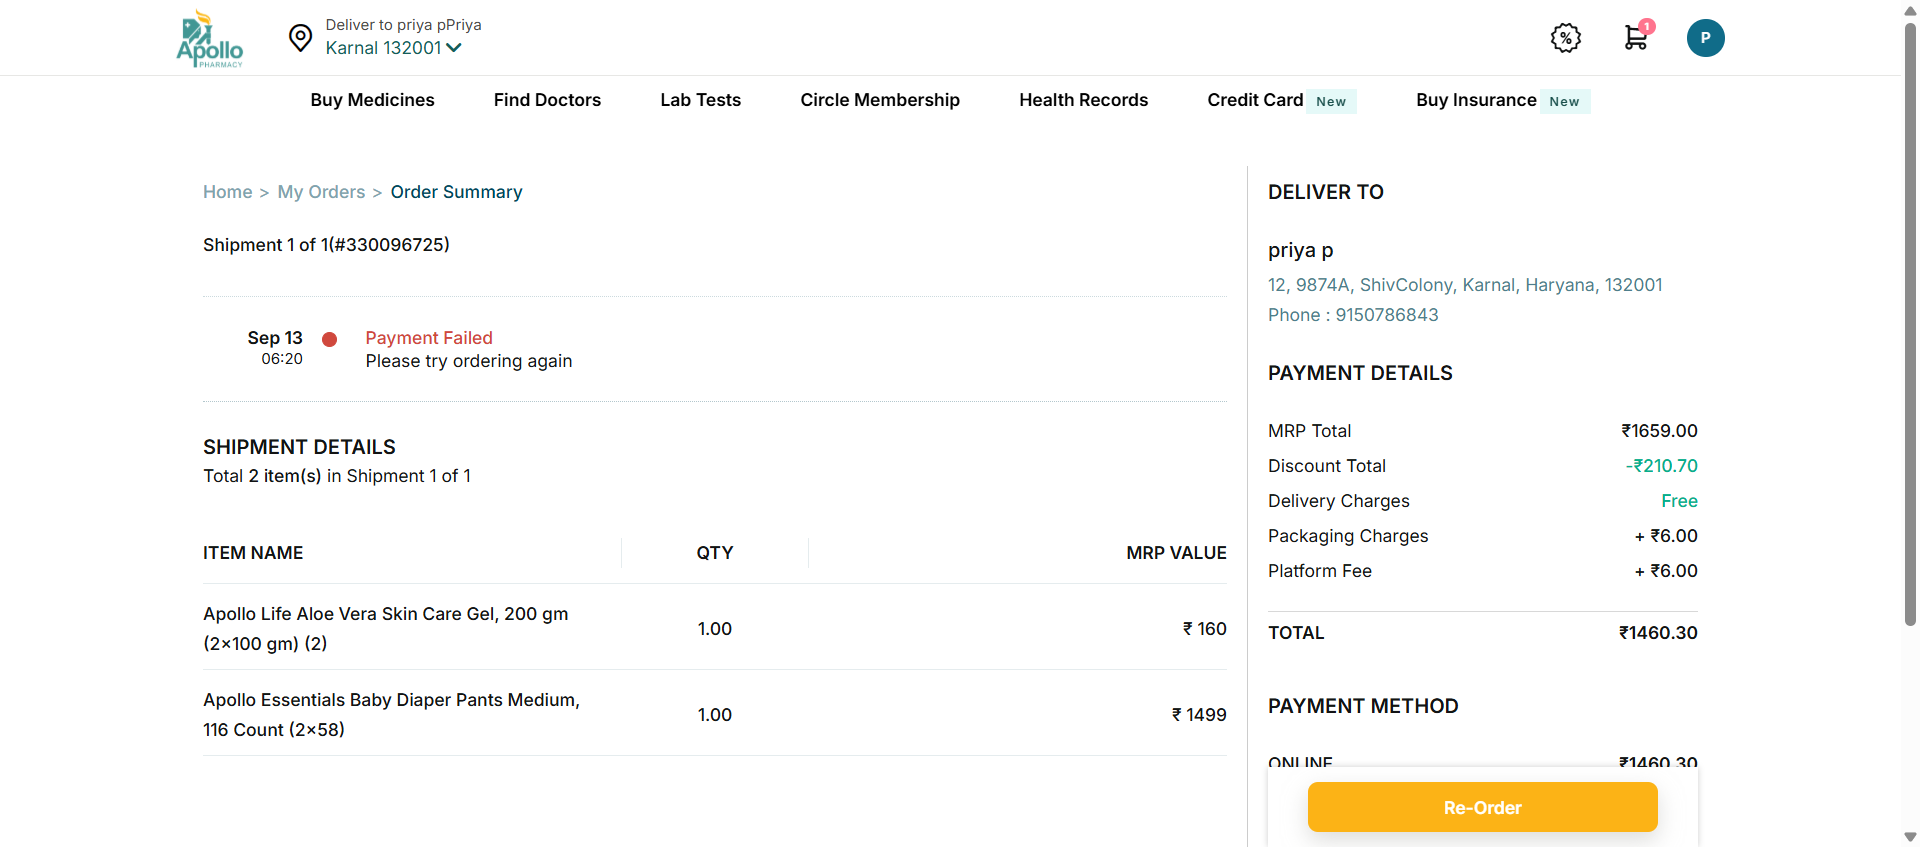 Apollo
PHARMACY
Deliver to priya pPriya
Karnal 132001
%
1
P
Buy Medicines
Find Doctors
Lab Tests
Circle Membership
Health Records
Credit Card New
Buy Insurance New
Home > My Orders > Order Summary
Shipment 1 of 1(#330096725)
Sep 13
06:20
Payment Failed
Please try ordering again
SHIPMENT DETAILS
Total 2 item(s) in Shipment 1 of 1
ITEM NAME QTY MRP VALUE
Apollo Life Aloe Vera Skin Care Gel, 200 gm
(2x100 gm) (2)
1.00
₹ 160
Apollo Essentials Baby Diaper Pants Medium,
116 Count (2x58)
1.00
₹ 1499
DELIVER TO
priya p
12, 9874A, ShivColony, Karnal, Haryana, 132001
Phone : 9150786843
PAYMENT DETAILS
MRP Total ₹1659.00
Discount Total -₹210.70
Delivery Charges Free
Packaging Charges + ₹6.00
Platform Fee + ₹6.00
TOTAL ₹1460.30
PAYMENT METHOD
ONLINE ₹1460.30
Re-Order